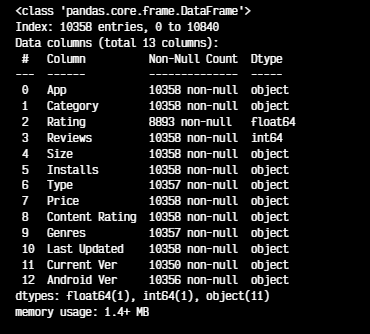 <class 'pandas.core.frame.DataFrame'>
Index: 10358 entries, 0 to 10840
Data columns (total 13 columns):
 #   Column          Non-Null Count  Dtype
---  ------          --------------  -----
 0   App             10358 non-null  object
 1   Category        10358 non-null  object
 2   Rating          8893 non-null   float64
 3   Reviews         10358 non-null  int64
 4   Size            10358 non-null  object
 5   Installs        10358 non-null  object
 6   Type            10357 non-null  object
 7   Price           10358 non-null  object
 8   Content Rating  10358 non-null  object
 9   Genres          10357 non-null  object
 10  Last Updated    10358 non-null  object
 11  Current Ver     10350 non-null  object
 12  Android Ver     10356 non-null  object
dtypes: float64(1), int64(1), object(11)
memory usage: 1.4+ MB